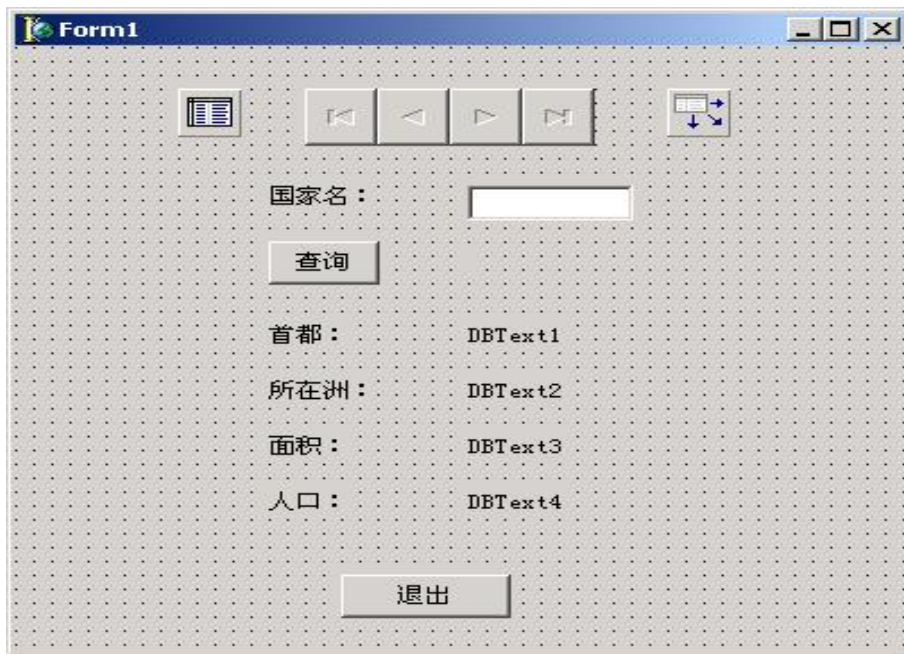 Form1
国家名：
查询
首都： DBText1
所在洲： DBText2
面积： DBText3
人口： DBText4
退出